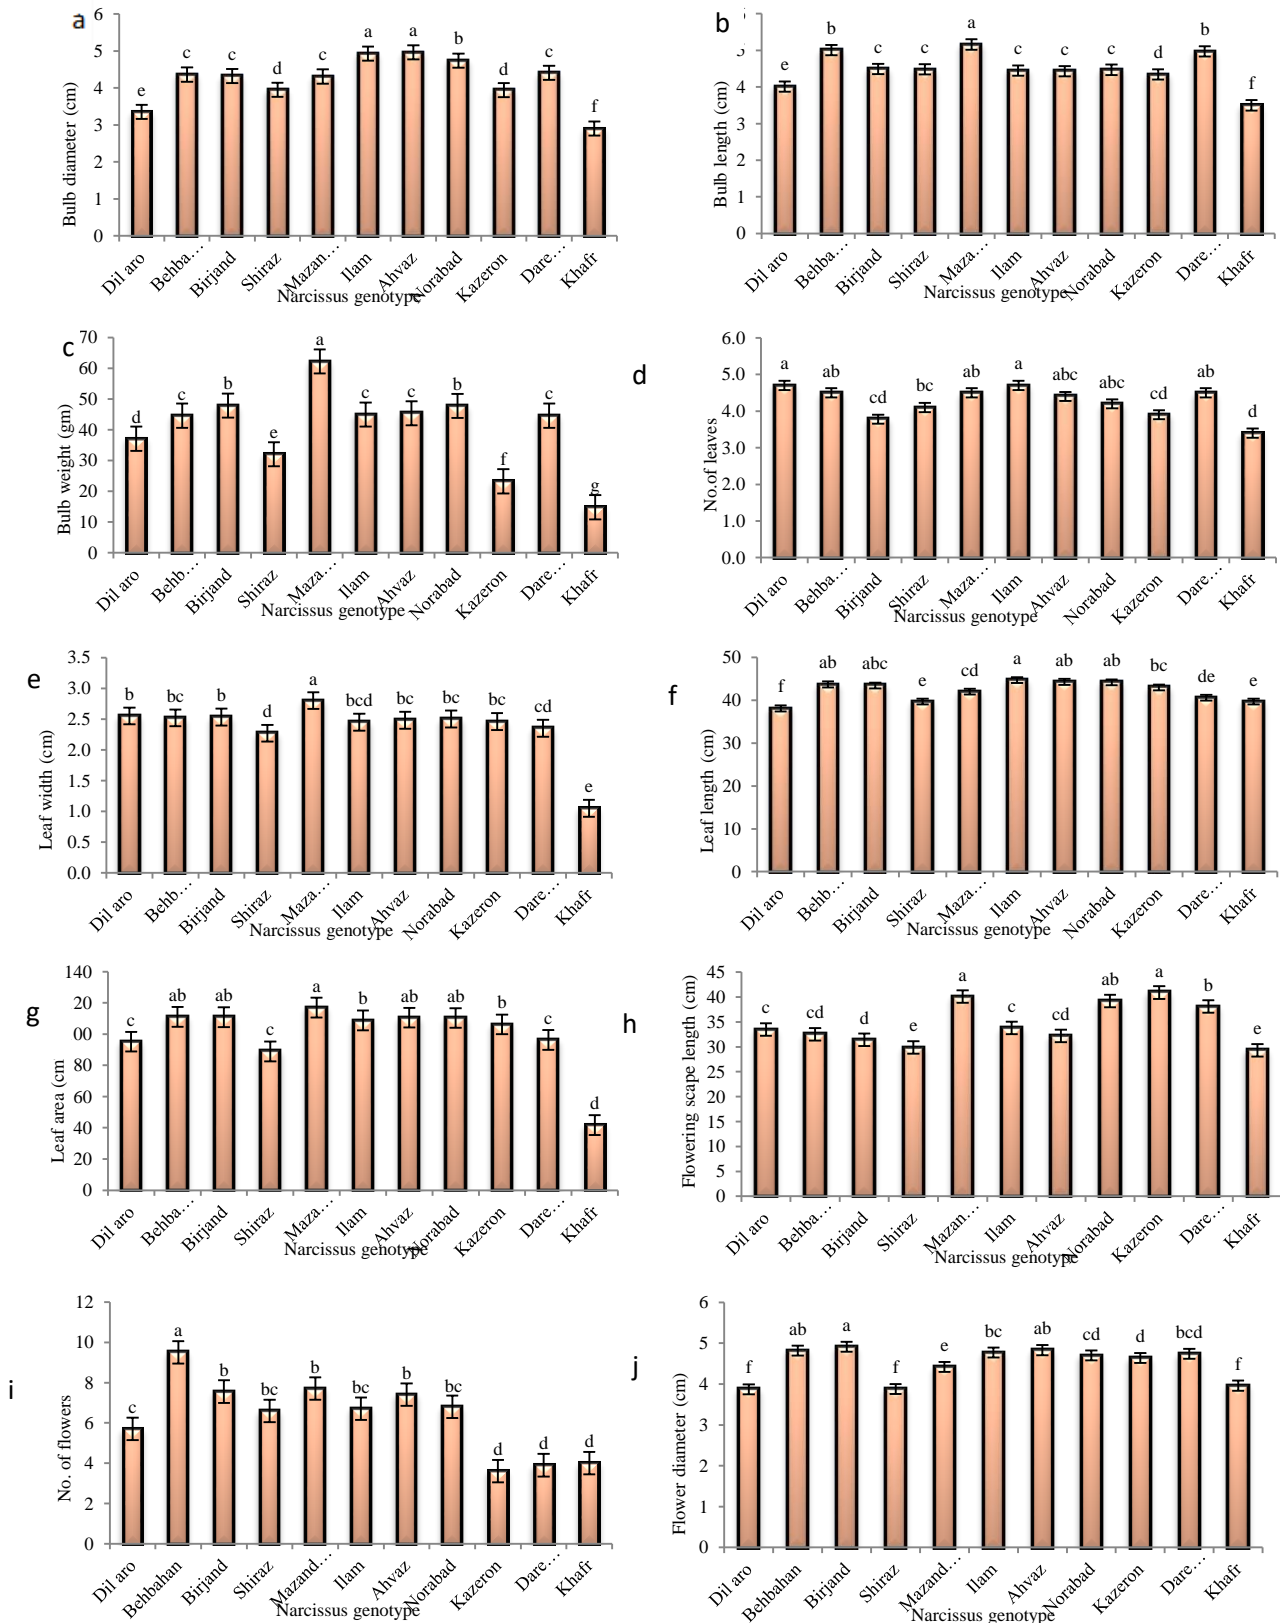 a
Bulb diameter (cm)
6
5
4
3
2
1
0
e c c d c a a b d c f
Dil aro Behba… Birjand Shiraz Mazan… Ilam Ahvaz Norabad Kazeron Dare… Khafr
Narcissus genotype
b
Bulb length (cm)
5
4
3
2
1
0
e b c c a c c c d b f
Dil aro Behba… Birjand Shiraz Maza… Ilam Ahvaz Norabad Kazeron Dare… Khafr
Narcissus genotype
c
Bulb weight (gm)
70
60
50
40
30
20
10
0
d c b e a c c b f c g
Dil aro Behb… Birjand Shiraz Maza… Ilam Ahvaz Norabad Kazeron Dare… Khafr
Narcissus genotype
d
No.of leaves
6.0
5.0
4.0
3.0
2.0
1.0
0.0
a ab cd bc ab a abc abc cd ab d
Dil aro Behba… Birjand Shiraz Maza… Ilam Ahvaz Norabad Kazeron Dare… Khafr
Narcissus genotype
e
Leaf width (cm)
3.5
3.0
2.5
2.0
1.5
1.0
0.5
0.0
b bc b d a bcd bc bc bc cd e
Dil aro Behb… Birjand Shiraz Maza… Ilam Ahvaz Norabad Kazeron Dare… Khafr
Narcissus genotype
f
Leaf length (cm)
50
40
30
20
10
0
f ab abc e cd a ab ab bc de e
Dil aro Behb… Birjand Shiraz Maza… Ilam Ahvaz Norabad Kazeron Dare… Khafr
Narcissus genotype
g
Leaf area (cm
140
20
00
80
60
40
20
0
c ab ab c a b ab ab b c d
Dil aro Behba… Birjand Shiraz Maza… Ilam Ahvaz Norabad Kazeron Dare… Khafr
Narcissus genotype
h
Flowering scape length (cm)
45
40
35
30
25
20
15
10
5
0
c cd d e a c cd ab a b e
Dil aro Behba… Birjand Shiraz Mazan… Ilam Ahvaz Norabad Kazeron Dare… Khafr
Narcissus genotype
i
No. of flowers
12
10
8
6
4
2
0
c a b bc b bc b bc d d d
Dil aro Behbahan Birjand Shiraz Mazand… Ilam Ahvaz Norabad Kazeron Dare… Khafr
Narcissus genotype
j
Flower diameter (cm)
6
5
4
3
2
1
0
f ab a f e bc ab cd d bcd f
Dil aro Behbahan Birjand Shiraz Mazand… Ilam Ahvaz Norabad Kazeron Dare… Khafr
Narcissus genotype